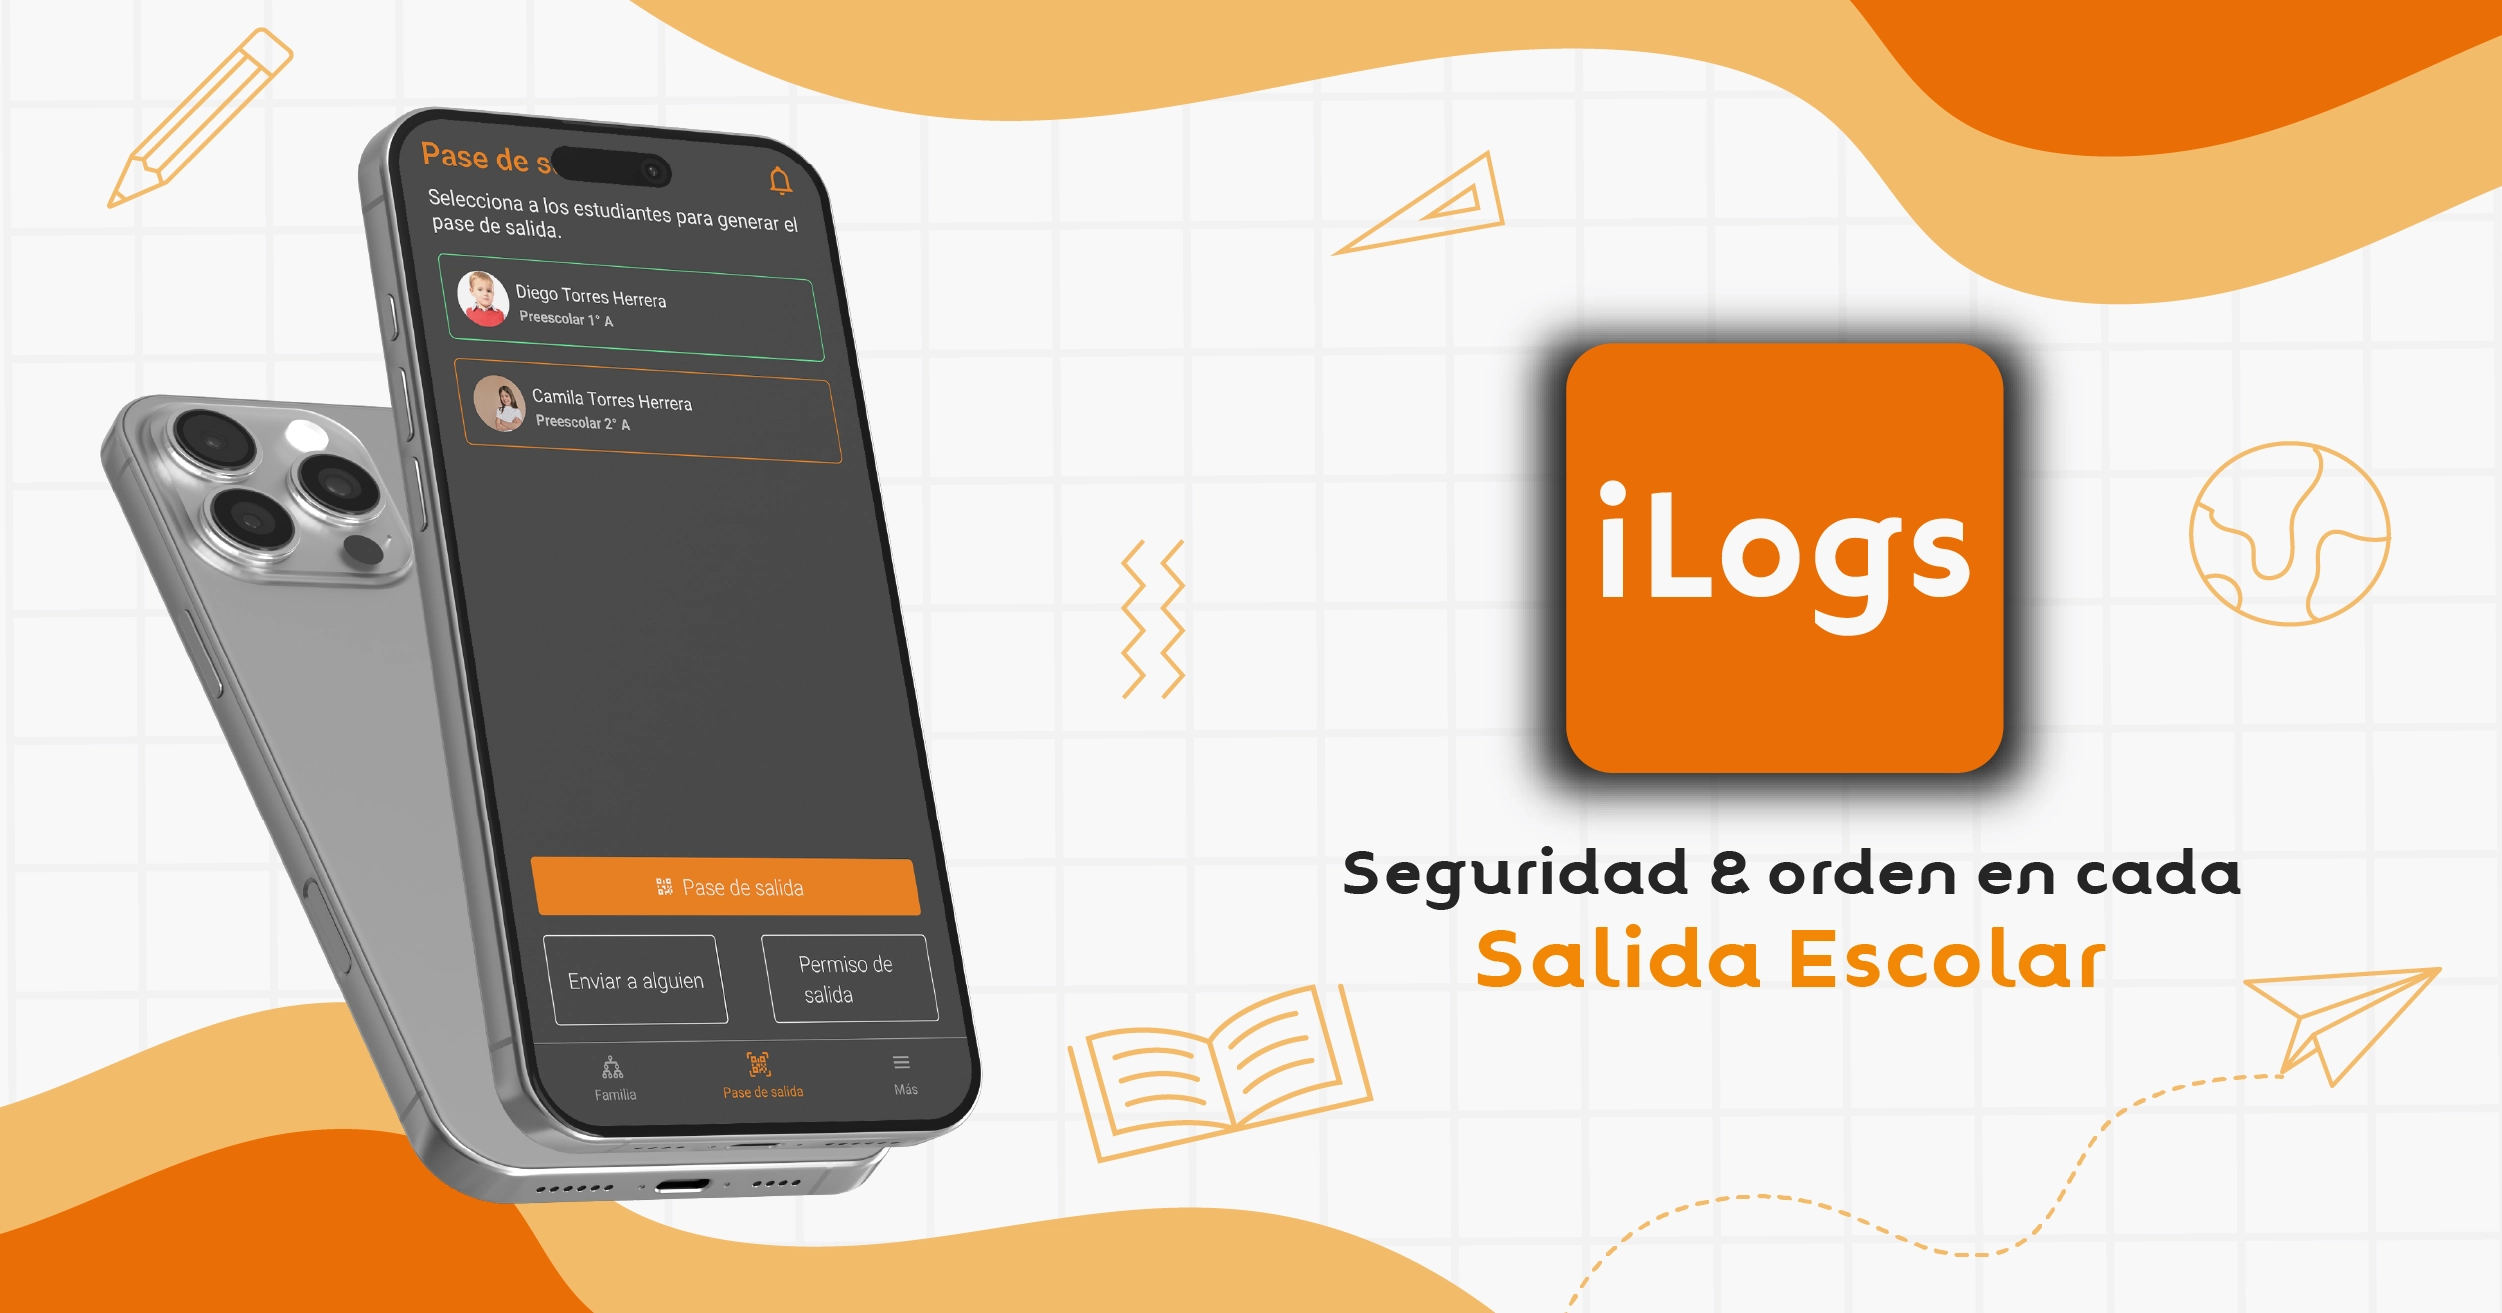 Pase de s
Selecciona a los estudiantes para generar el
pase de salida.
Diego Torres Herrera
Preescolar 1° A
Camila Torres Herrera
Preescolar 2° A
Pase de salida
Enviar a alguien
Permiso de
salida
Familia
Pase de salida
Más
iLogs
Seguridad & orden en cada
Salida Escolar